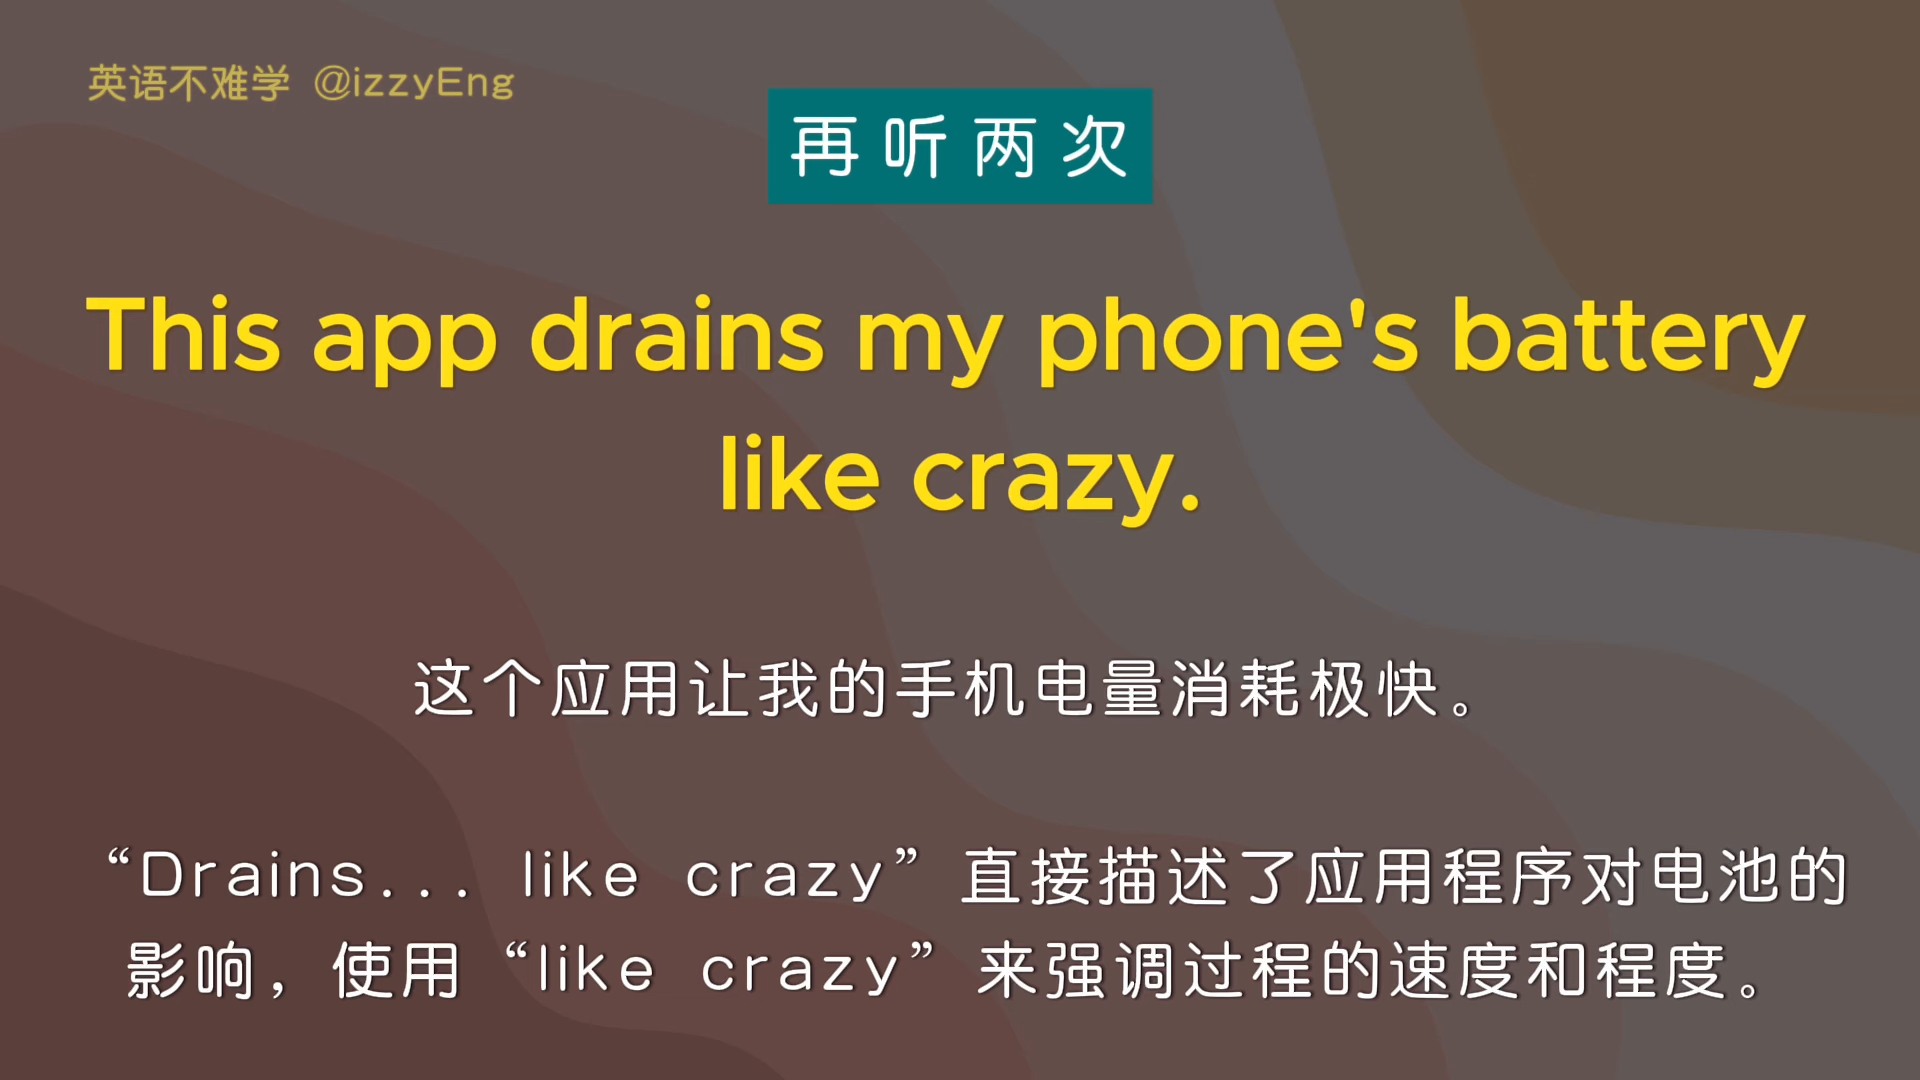 英语不难学 @izzyEng
再听两次
This app drains my phone's battery
like crazy.
这个应用让我的手机电量消耗极快。
“Drains... like crazy”直接描述了应用程序对电池的
影响，使用“like crazy”来强调过程的速度和程度。